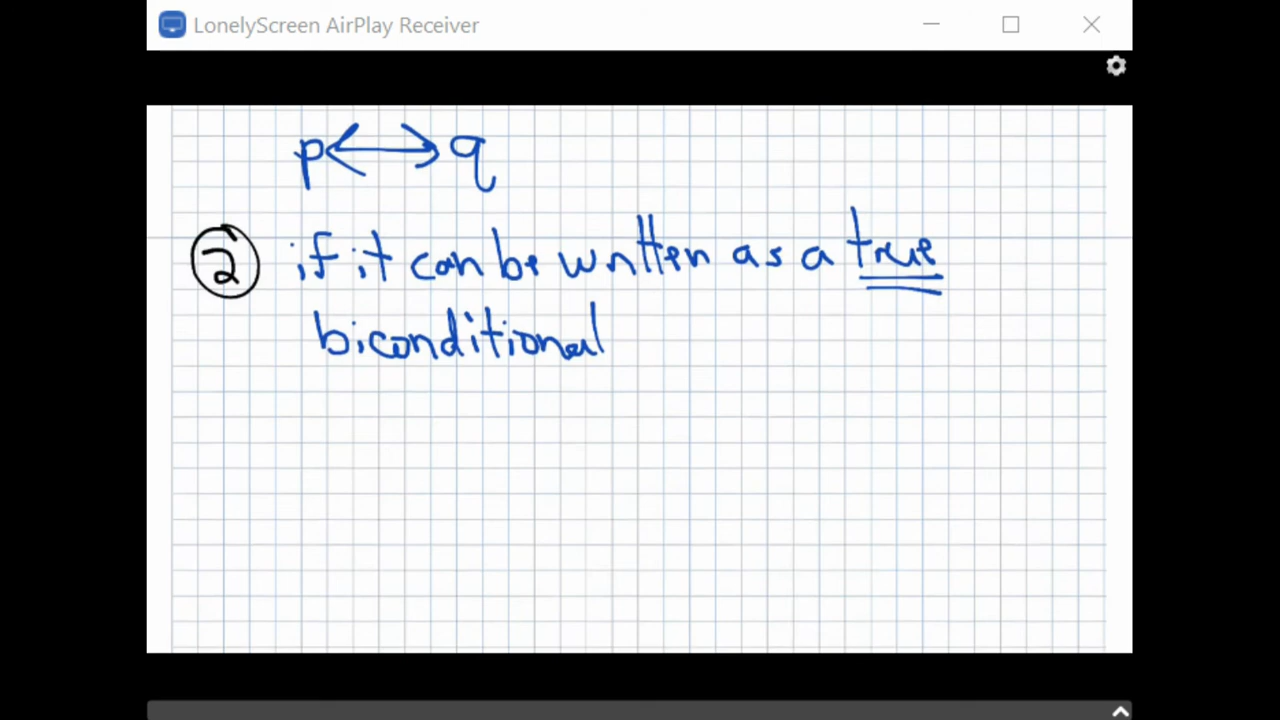 LonelyScreen AirPlay Receiver
p ↔ q
② if it can be written as a true
biconditional